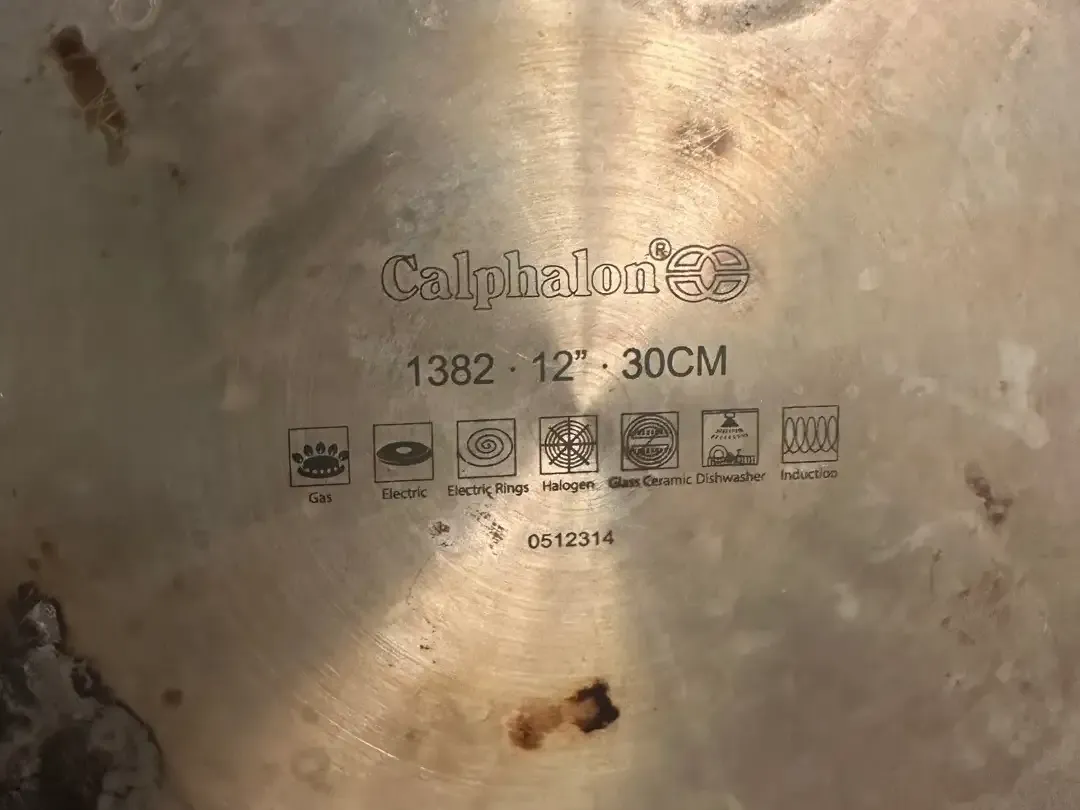 Calphalon®
1382 · 12” · 30CM
Gas Electric Electric Rings Halogen Glass Ceramic Dishwasher Induction
0512314